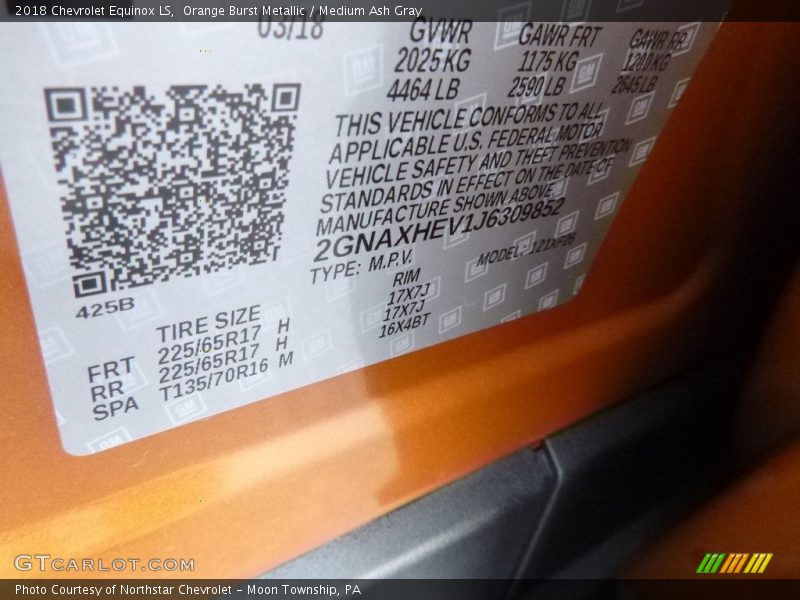 2018 Chevrolet Equinox LS,  Orange Burst Metallic / Medium Ash Gray
03/18 GVWR GAWR FRT GAWR RR
2025 KG 1175 KG 1200 KG
4464 LB 2590 LB 2645 LB
THIS VEHICLE CONFORMS TO ALL
APPLICABLE U.S. FEDERAL MOTOR
VEHICLE SAFETY AND THEFT PREVENTION
STANDARDS IN EFFECT ON THE DATE OF
MANUFACTURE SHOWN ABOVE.
2GNAXHEV1J6309852
TYPE: M.P.V. MODEL: 1XP26
425B
TIRE SIZE RIM
FRT 225/65R17 H 17X7J
RR 225/65R17 H 17X7J
SPA T135/70R16 M 16X4BT
GTCARLOT.COM
Photo Courtesy of Northstar Chevrolet – Moon Township, PA